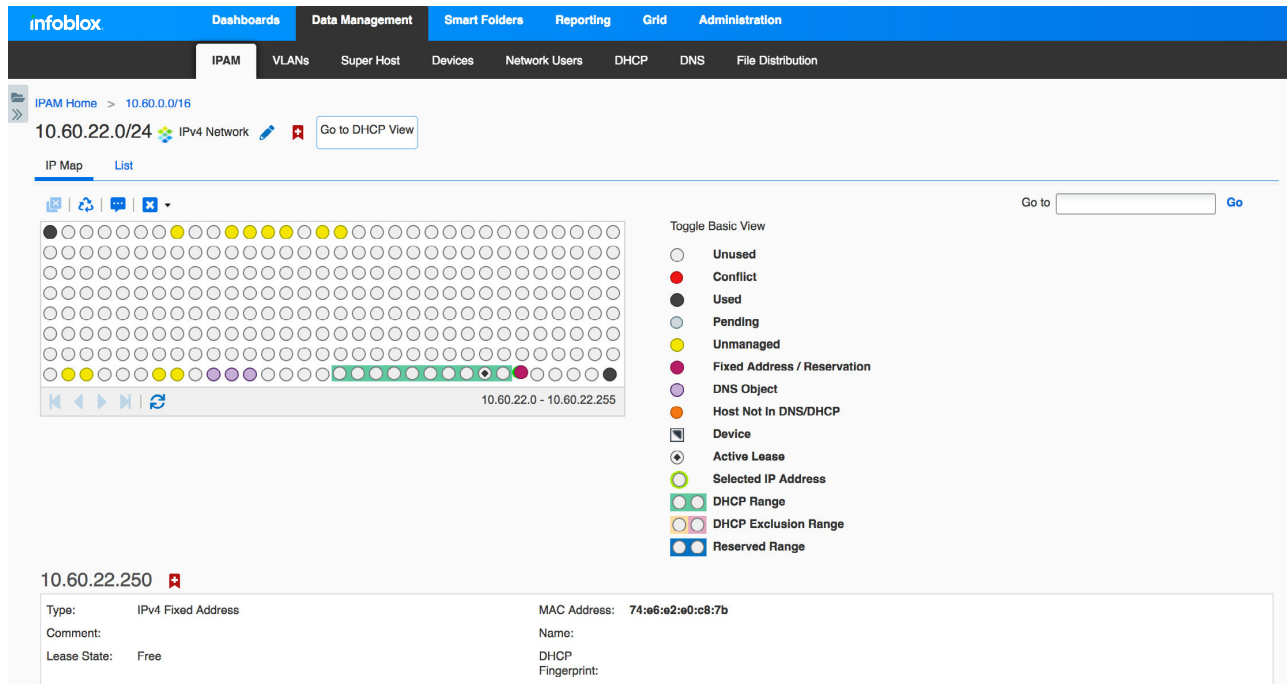 Infoblox
Dashboards Data Management Smart Folders Reporting Grid Administration
IPAM VLANs Super Host Devices Network Users DHCP DNS File Distribution
IPAM Home > 10.60.0.0/16
10.60.22.0/24 IPv4 Network Go to DHCP View
IP Map List
Go to Go
Toggle Basic View
Unused
Conflict
Used
Pending
Unmanaged
Fixed Address / Reservation
DNS Object
Host Not In DNS/DHCP
Device
Active Lease
Selected IP Address
DHCP Range
DHCP Exclusion Range
Reserved Range
10.60.22.0 - 10.60.22.255
10.60.22.250
Type: IPv4 Fixed Address MAC Address: 74:e6:e2:e0:c8:7b
Comment: Name:
Lease State: Free DHCP
Fingerprint: